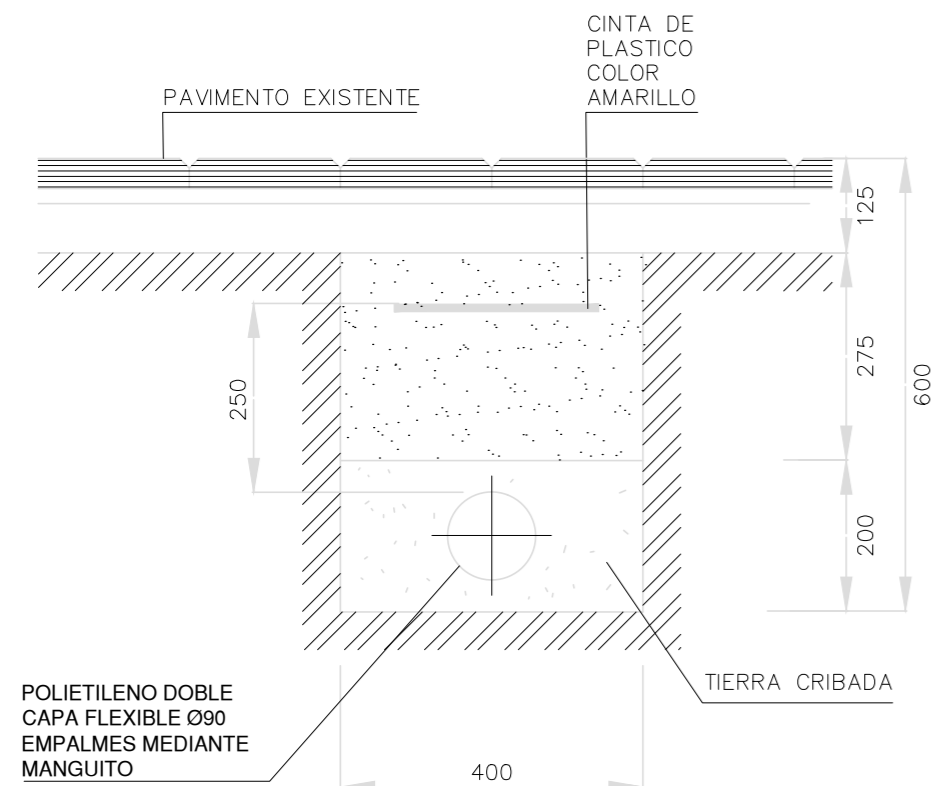 CINTA DE
PLASTICO
COLOR
AMARILLO
PAVIMENTO EXISTENTE
125
275
600
250
200
TIERRA CRIBADA
POLIETILENO DOBLE
CAPA FLEXIBLE Ø90
EMPALMES MEDIANTE
MANGUITO
400